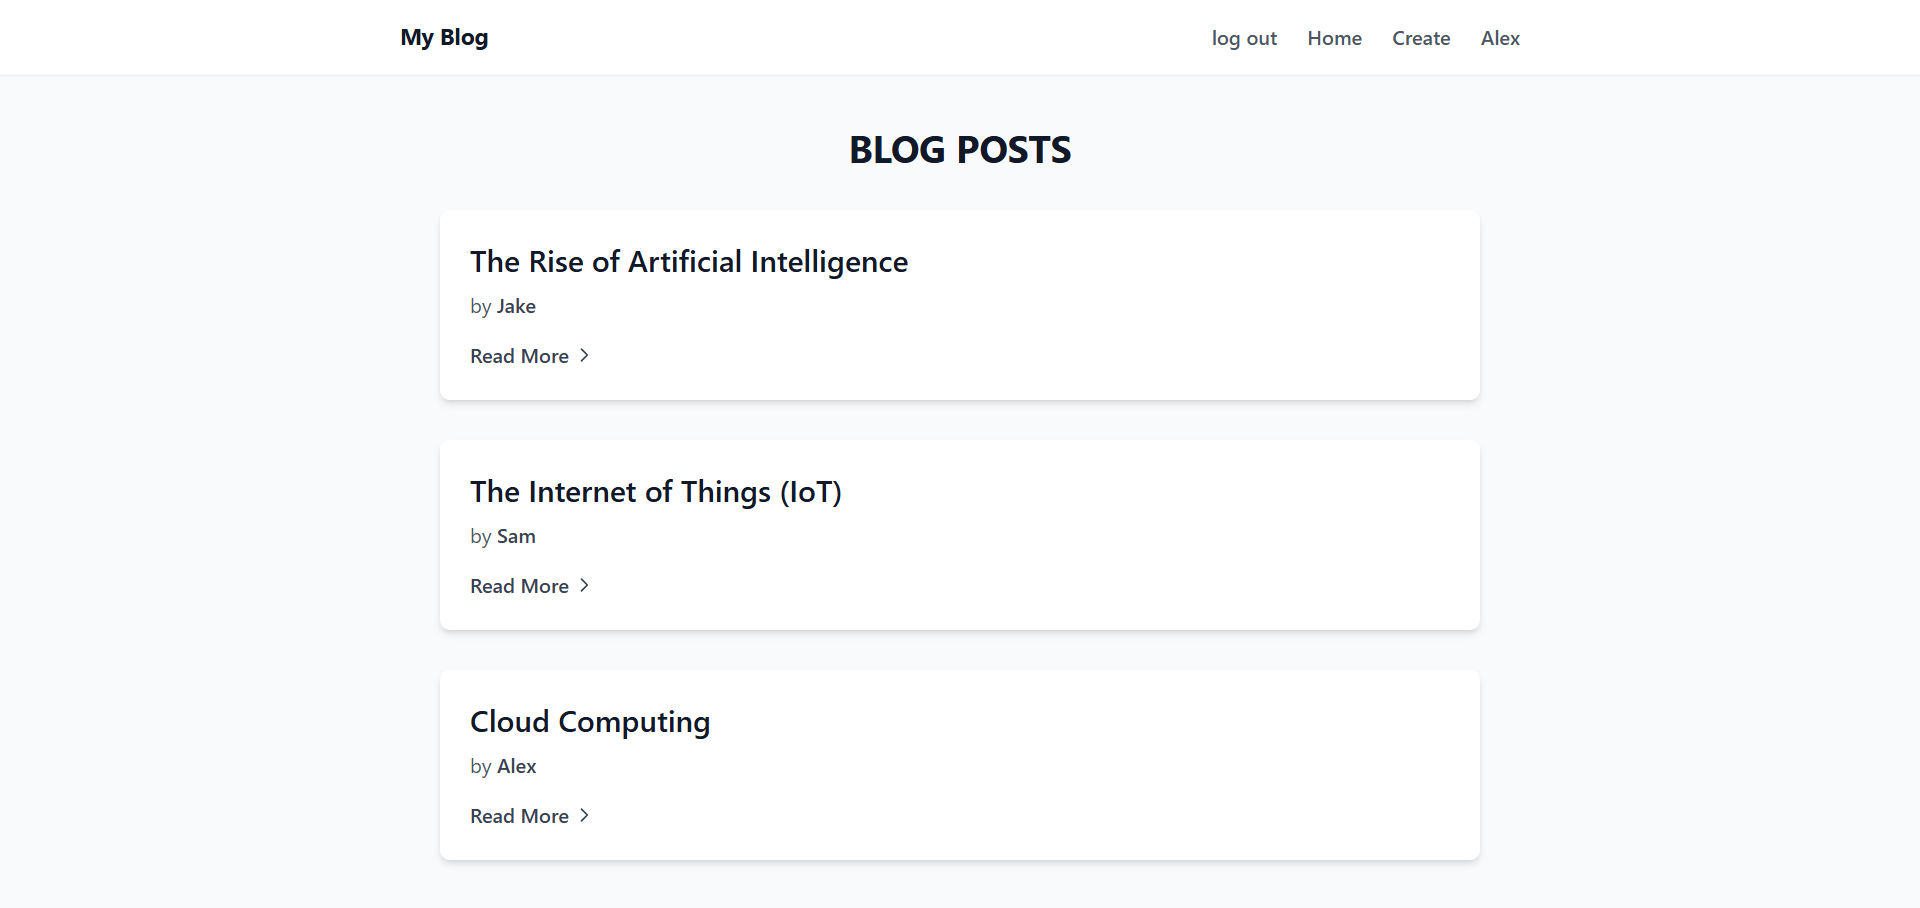 My Blog log out Home Create Alex
BLOG POSTS
The Rise of Artificial Intelligence
by Jake
Read More
The Internet of Things (IoT)
by Sam
Read More
Cloud Computing
by Alex
Read More